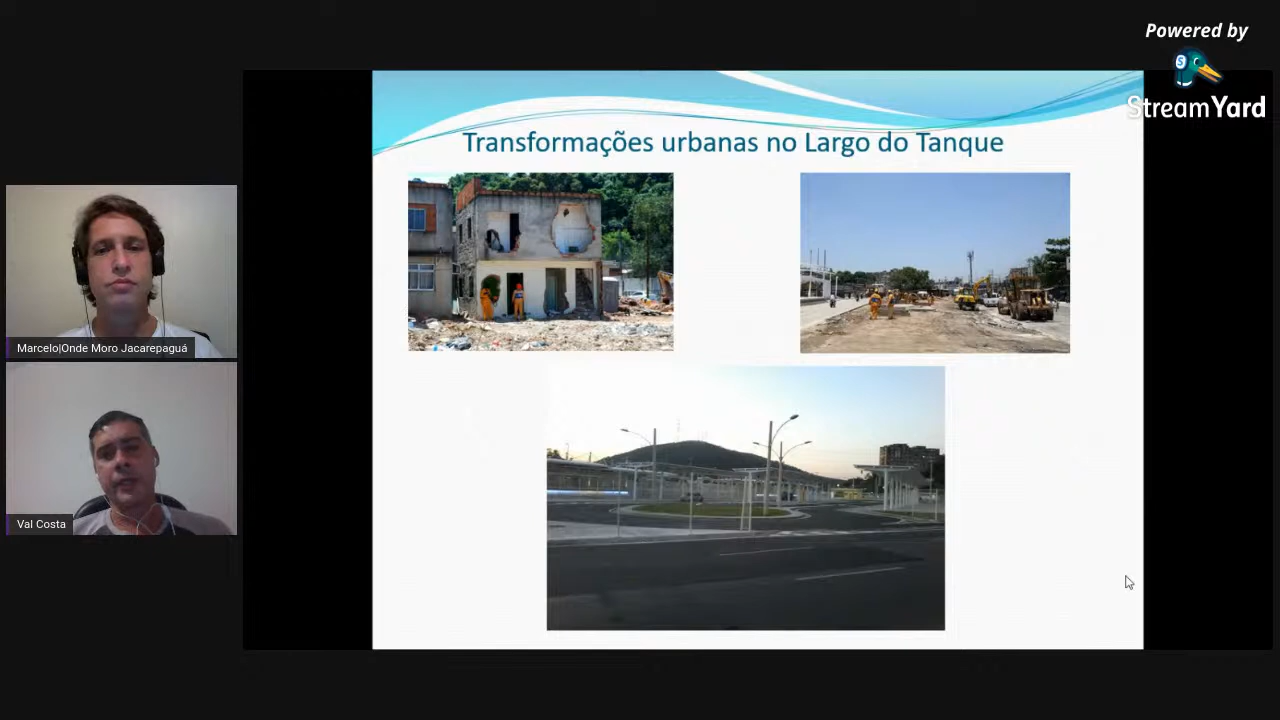 Powered by
StreamYard
Transformações urbanas no Largo do Tanque
Marcelo|Onde Moro Jacarepaguá
Val Costa